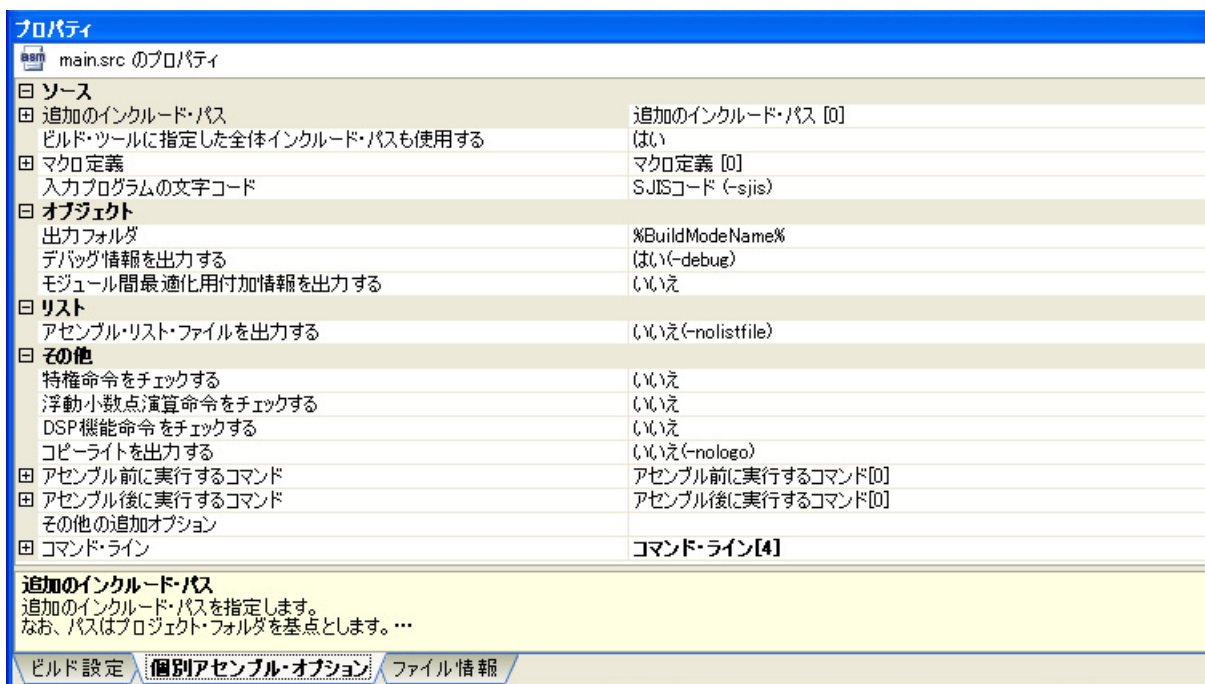 プロパティ
asm main.src のプロパティ
ソース
追加のインクルード・パス 追加のインクルード・パス [0]
ビルド・ツールに指定した全体インクルード・パスも使用する はい
マクロ定義 マクロ定義 [0]
入力プログラムの文字コード SJISコード (-sjis)
オブジェクト
出力フォルダ %BuildModeName%
デバッグ情報を出力する はい(-debug)
モジュール間最適化用付加情報を出力する いいえ
リスト
アセンブル・リスト・ファイルを出力する いいえ(-nolistfile)
その他
特権命令をチェックする いいえ
浮動小数点演算命令をチェックする いいえ
DSP機能命令をチェックする いいえ
コピーライトを出力する いいえ(-nologo)
アセンブル前に実行するコマンド アセンブル前に実行するコマンド[0]
アセンブル後に実行するコマンド アセンブル後に実行するコマンド[0]
その他の追加オプション
コマンド・ライン コマンド・ライン[4]
追加のインクルード・パス
追加のインクルード・パスを指定します。
なお、パスはプロジェクト・フォルダを基点とします。…
ビルド設定 個別アセンブル・オプション ファイル情報